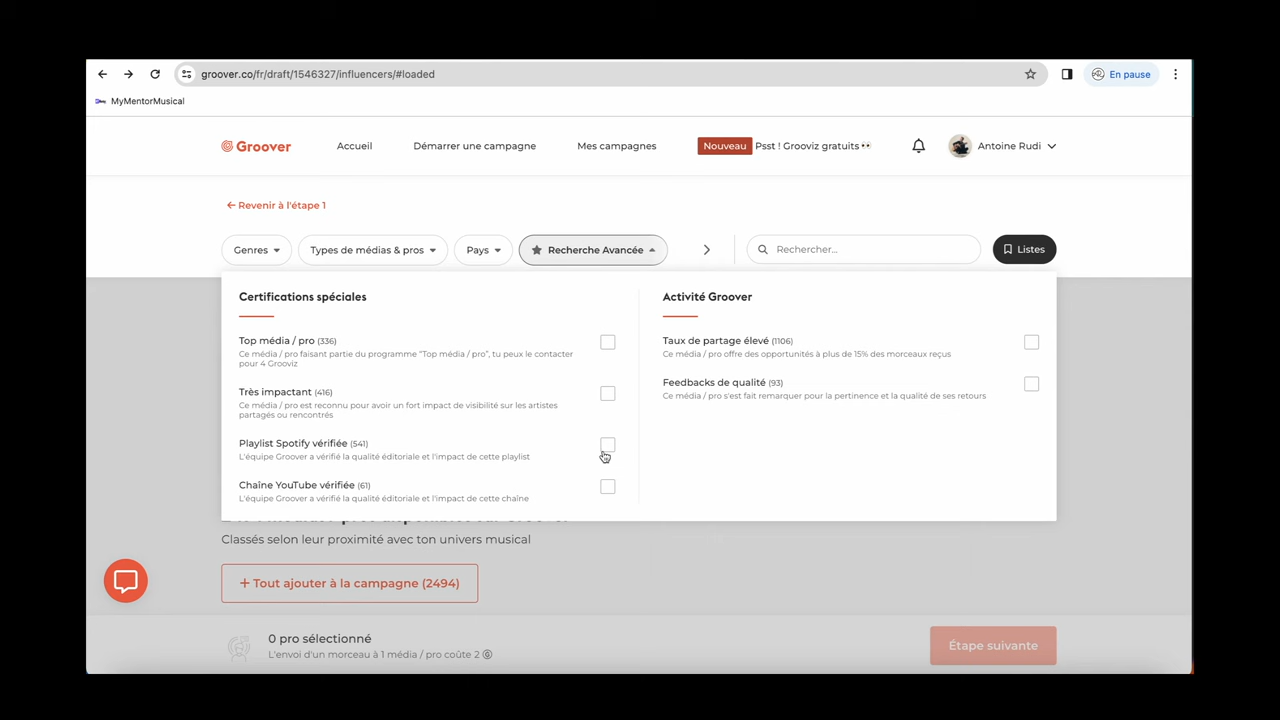 groover.co/fr/draft/1546327/influencers/#loaded
En pause
MyMentorMusical
Groover
Accueil
Démarrer une campagne
Mes campagnes
Nouveau
Psst ! Grooviz gratuits
Antoine Rudi
Revenir à l'étape 1
Genres
Types de médias & pros
Pays
Recherche Avancée
Rechercher...
Listes
Certifications spéciales
Top média / pro (336)
Ce média / pro faisant partie du programme "Top média / pro", tu peux le contacter
pour 4 Grooviz
Très impactant (416)
Ce média / pro est reconnu pour avoir un fort impact de visibilité sur les artistes
partagés ou rencontrés
Playlist Spotify vérifiée (541)
L'équipe Groover a vérifié la qualité éditoriale et l'impact de cette playlist
Chaîne YouTube vérifiée (61)
L'équipe Groover a vérifié la qualité éditoriale et l'impact de cette chaîne
Activité Groover
Taux de partage élevé (1106)
Ce média / pro offre des opportunités à plus de 15% des morceaux reçus
Feedbacks de qualité (93)
Ce média / pro s'est fait remarquer pour la pertinence et la qualité de ses retours
Classés selon leur proximité avec ton univers musical
+ Tout ajouter à la campagne (2494)
0 pro sélectionné
L'envoi d'un morceau à 1 média / pro coûte 2
Étape suivante